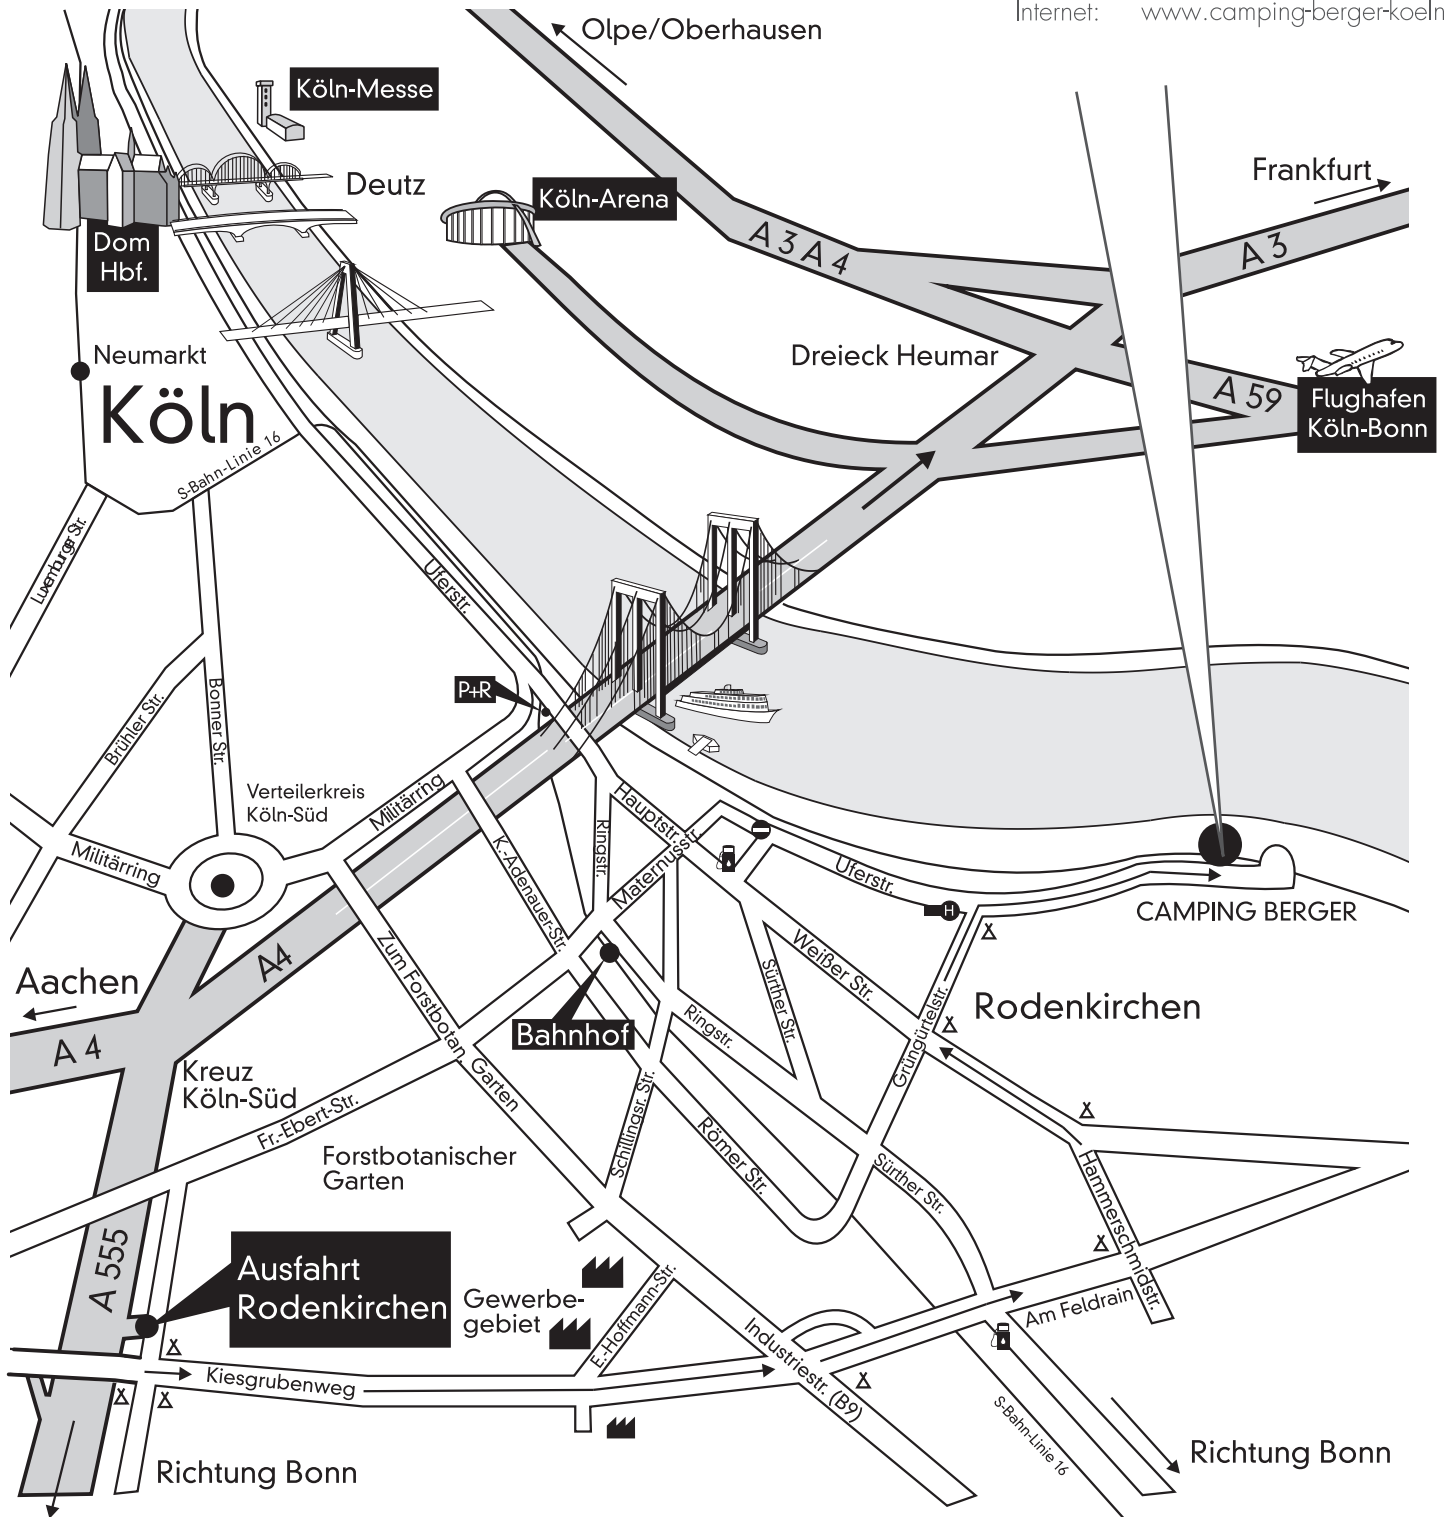 Internet: www.camping-berger-koeln
Olpe/Oberhausen
Köln-Messe
Frankfurt
Deutz
Köln-Arena
A 3 A 4
A 3
Dom
Hbf.
Neumarkt
Köln
Dreieck Heumar
A 59
Flughafen
Köln-Bonn
S-Bahn-Linie 16
Luxemburger Str.
Uferstr.
P+R
Brühler Str.
Bonner Str.
Verteilerkreis
Köln-Süd
Militärring
Militärring
K.-Adenauer-Str.
Ringstr.
Hauptstr.
Maternusstr.
Uferstr.
H
CAMPING BERGER
A4
Zum Forstbotan. Garten
Weißer Str.
Sürther Str.
Aachen
A 4
Bahnhof
Ringstr.
Grüngürtelstr.
Rodenkirchen
Kreuz
Köln-Süd
Fr.-Ebert-Str.
Schillingsr. Str.
Römer Str.
Sürther Str.
Hammerschmidstr.
Forstbotanischer
Garten
A 555
Ausfahrt
Rodenkirchen
Gewerbe-
gebiet
E.-Hoffmann-Str.
Industriestr. (B9)
Am Feldrain
Kiesgrubenweg
S-Bahn-Linie 16
Richtung Bonn
Richtung Bonn